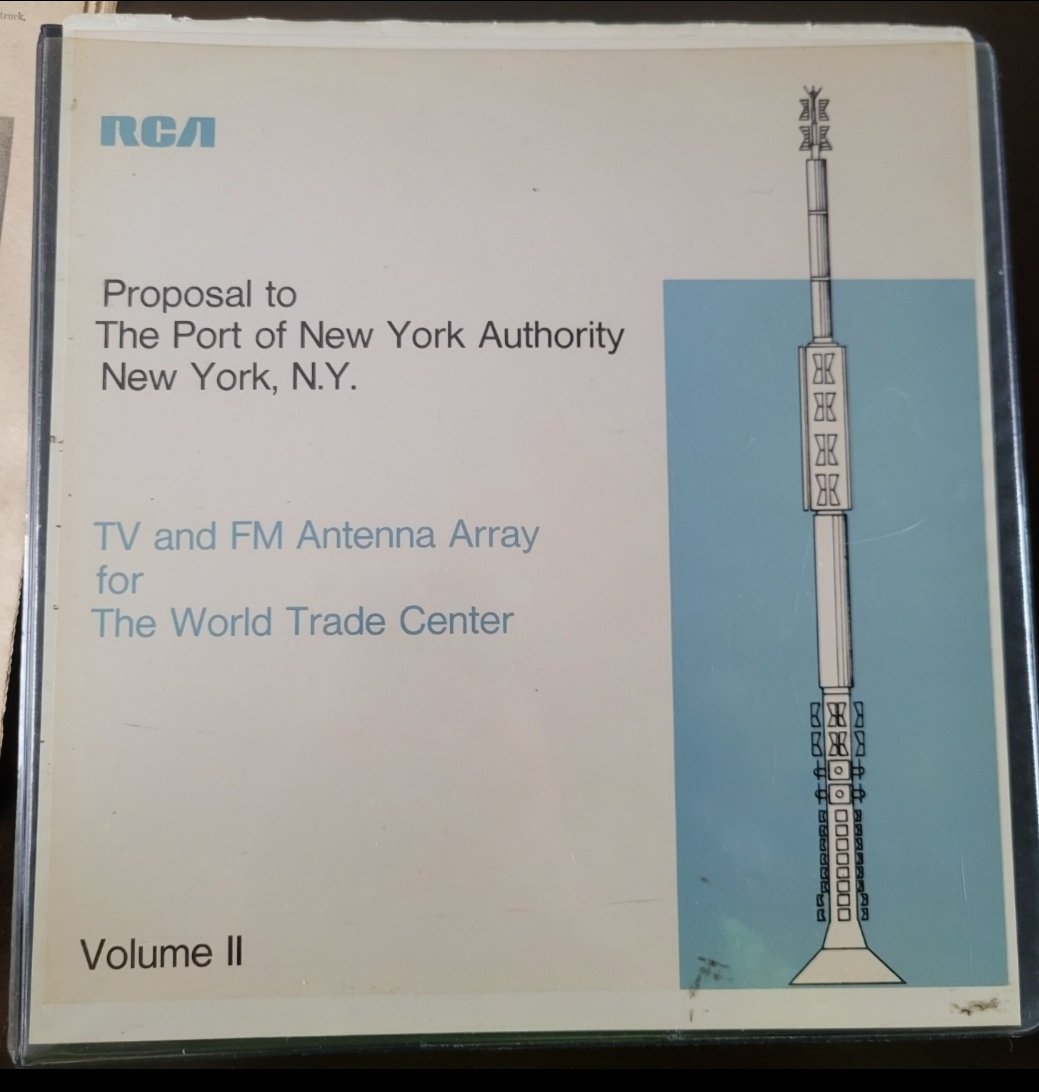 truck,
RCA
Proposal to
The Port of New York Authority
New York, N.Y.
TV and FM Antenna Array
for
The World Trade Center
Volume II